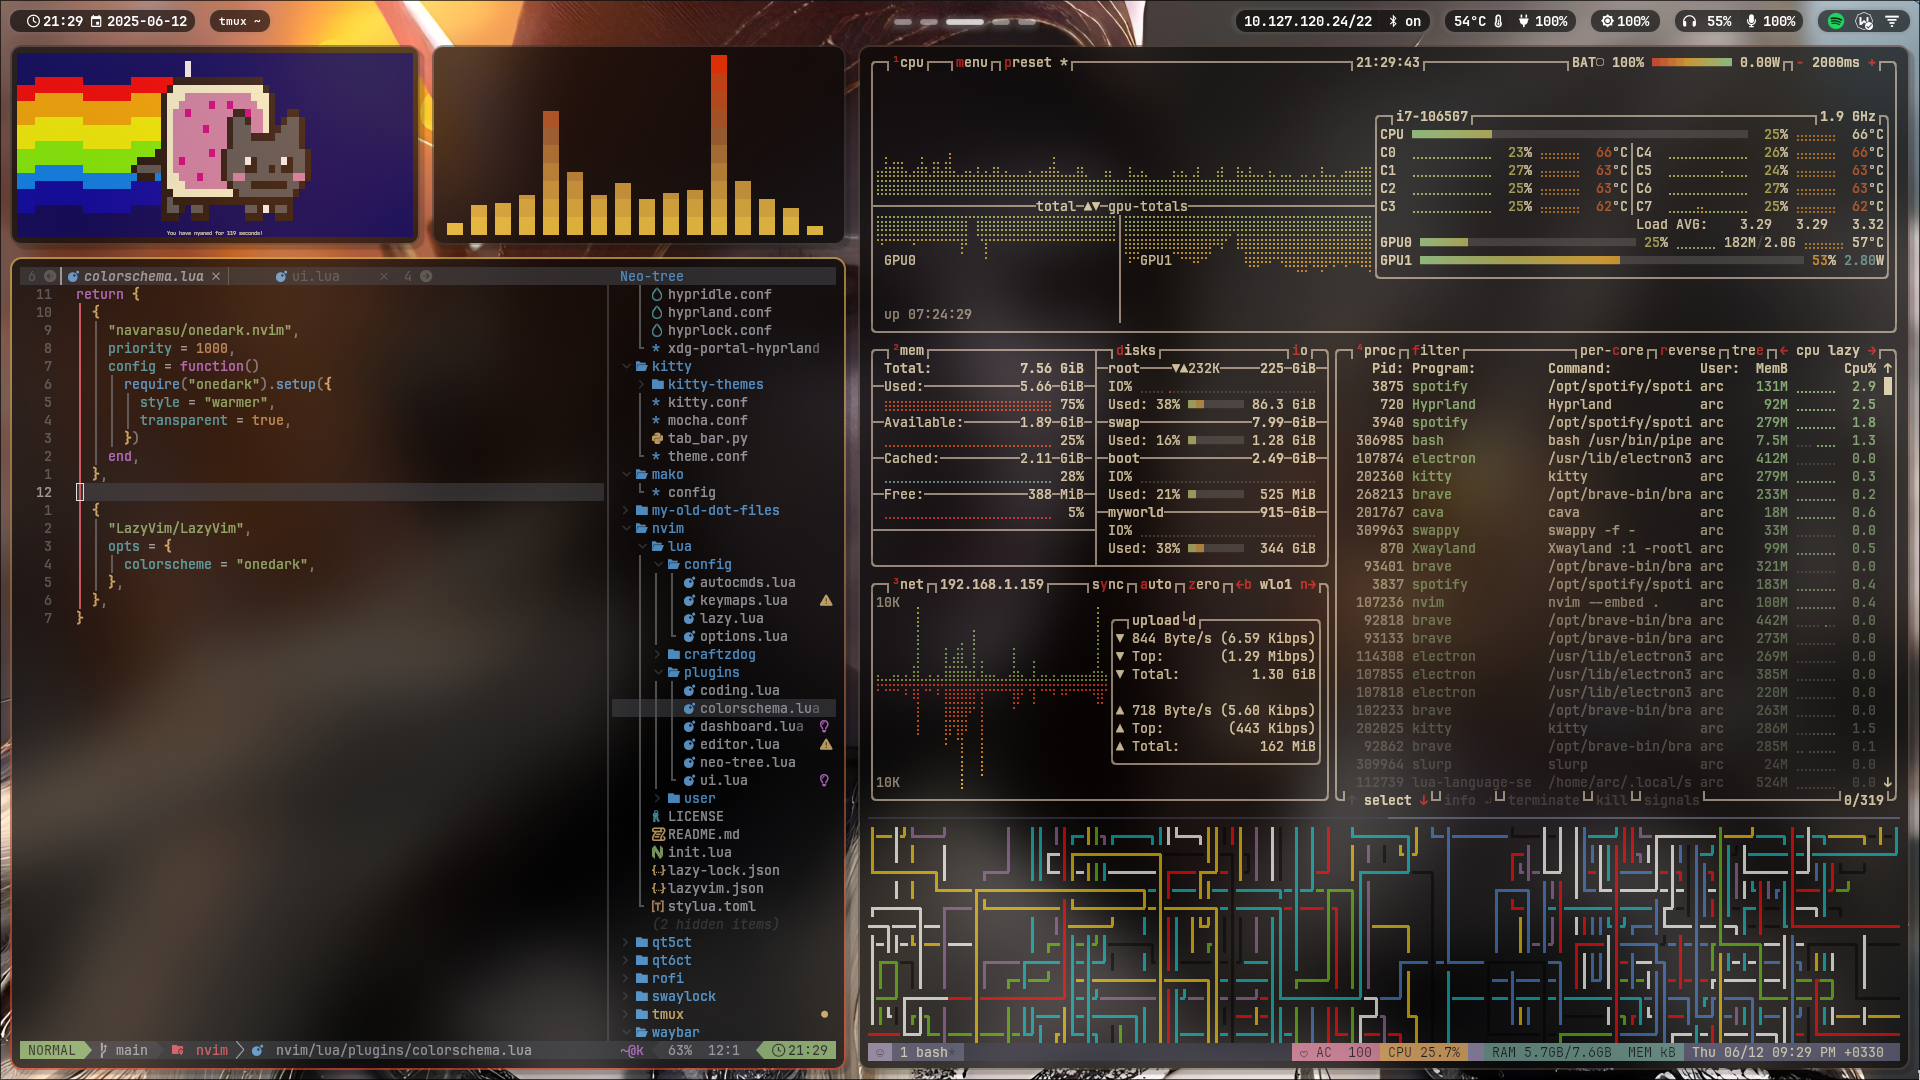 21:29 2025-06-12
tmux ~
10.127.120.24/22 on
54°C 100%
100%
55% 100%
You have nyaned for 119 seconds!
6 colorschema.lua × ui.lua × 4
Neo-tree
11 return {
10 {
9 "navarasu/onedark.nvim",
8 priority = 1000,
7 config = function()
6 require("onedark").setup({
5 style = "warmer",
4 transparent = true,
3 })
2 end,
1 },
12
1 {
2 "LazyVim/LazyVim",
3 opts = {
4 colorscheme = "onedark",
5 },
6 },
7 }
hypridle.conf
hyprland.conf
hyprlock.conf
xdg-portal-hyprland
kitty
kitty-themes
kitty.conf
mocha.conf
tab_bar.py
theme.conf
mako
config
my-old-dot-files
nvim
lua
config
autocmds.lua
keymaps.lua
lazy.lua
options.lua
craftzdog
plugins
coding.lua
colorschema.lua
dashboard.lua
editor.lua
neo-tree.lua
ui.lua
user
LICENSE
README.md
init.lua
lazy-lock.json
lazyvim.json
stylua.toml
(2 hidden items)
qt5ct
qt6ct
rofi
swaylock
tmux
waybar
NORMAL main nvim nvim/lua/plugins/colorschema.lua ~@k 63% 12:1 21:29
¹cpu menu preset * 21:29:43 BAT 100% 0.00W - 2000ms +
i7-1065G7 1.9 GHz
CPU 25% 66°C
C0 23% 66°C C4 26% 66°C
C1 27% 63°C C5 24% 63°C
C2 25% 63°C C6 27% 63°C
C3 25% 62°C C7 25% 62°C
Load AVG: 3.29 3.29 3.32
GPU0 25% 182M/2.0G 57°C
GPU1 53% 2.80W
total ▲▼ gpu-totals
GPU0 GPU1
up 07:24:29
²mem
Total: 7.56 GiB
Used: 5.66 GiB
75%
Available: 1.89 GiB
25%
Cached: 2.11 GiB
28%
Free: 388 MiB
5%
disks io
root ▼▲232K 225 GiB
IO%
Used: 38% 86.3 GiB
swap 7.99 GiB
Used: 16% 1.28 GiB
boot 2.49 GiB
IO%
Used: 21% 525 MiB
myworld 915 GiB
IO%
Used: 38% 344 GiB
³net 192.168.1.159 sync auto zero ←b wlo1 n→
10K
upload└d
▼ 844 Byte/s (6.59 Kibps)
▼ Top: (1.29 Mibps)
▼ Total: 1.30 GiB
▲ 718 Byte/s (5.60 Kibps)
▲ Top: (443 Kibps)
▲ Total: 162 MiB
10K
⁴proc filter per-core reverse tree ← cpu lazy →
Pid: Program: Command: User: MemB Cpu% ↑
3875 spotify /opt/spotify/spoti arc 131M 2.9
720 Hyprland Hyprland arc 92M 2.5
3940 spotify /opt/spotify/spoti arc 279M 1.8
306985 bash bash /usr/bin/pipe arc 7.5M 1.3
107874 electron /usr/lib/electron3 arc 412M 0.0
202360 kitty kitty arc 279M 0.3
268213 brave /opt/brave-bin/bra arc 233M 0.2
201767 cava cava arc 18M 0.6
309963 swappy swappy -f - arc 33M 0.0
870 Xwayland Xwayland :1 -rootl arc 99M 0.5
93401 brave /opt/brave-bin/bra arc 321M 0.0
3837 spotify /opt/spotify/spoti arc 183M 0.4
107236 nvim nvim --embed . arc 100M 0.4
92818 brave /opt/brave-bin/bra arc 442M 0.0
93133 brave /opt/brave-bin/bra arc 273M 0.0
114308 electron /usr/lib/electron3 arc 269M 0.0
107855 electron /usr/lib/electron3 arc 385M 0.0
107818 electron /usr/lib/electron3 arc 220M 0.0
102233 brave /opt/brave-bin/bra arc 263M 0.0
202025 kitty kitty arc 286M 1.5
92862 brave /opt/brave-bin/bra arc 285M 0.1
309964 slurp slurp arc 24M 0.0
112739 lua-language-se /home/arc/.local/s arc 524M 0.0 ↓
↑ select ↓ info ↲ terminate kill signals 0/319
1 bash* AC 100 CPU 25.7% RAM 5.7GB/7.6GB MEM kB Thu 06/12 09:29 PM +0330